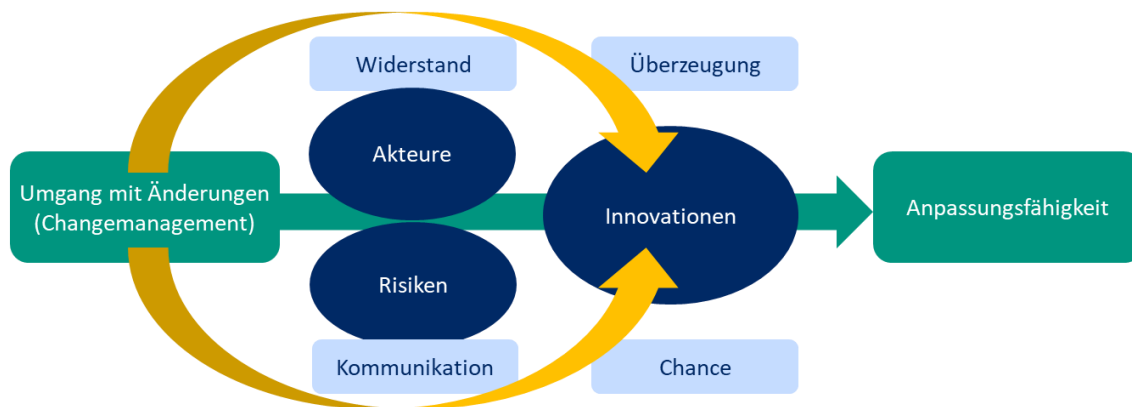 Widerstand
Überzeugung
Akteure
Umgang mit Änderungen
(Changemanagement)
Innovationen
Anpassungsfähigkeit
Risiken
Kommunikation
Chance